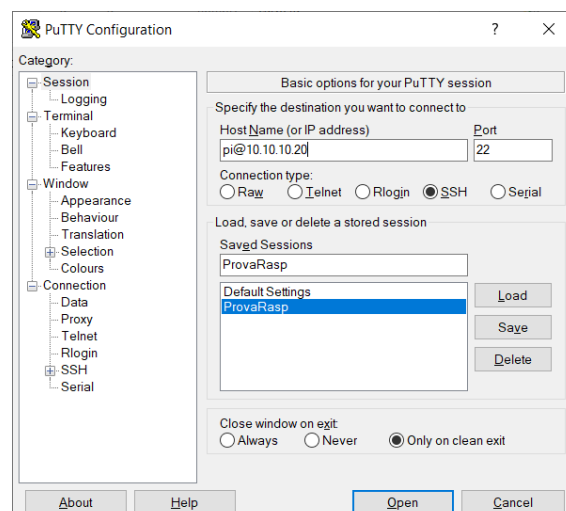 PuTTY Configuration ? ×
Category:
Session
Logging
Terminal
Keyboard
Bell
Features
Window
Appearance
Behaviour
Translation
Selection
Colours
Connection
Data
Proxy
Telnet
Rlogin
SSH
Serial
Basic options for your PuTTY session
Specify the destination you want to connect to
Host Name (or IP address) Port
pi@10.10.10.20 22
Connection type:
Raw Telnet Rlogin SSH Serial
Load, save or delete a stored session
Saved Sessions
ProvaRasp
Default Settings
ProvaRasp
Load
Save
Delete
Close window on exit:
Always Never Only on clean exit
About Help Open Cancel